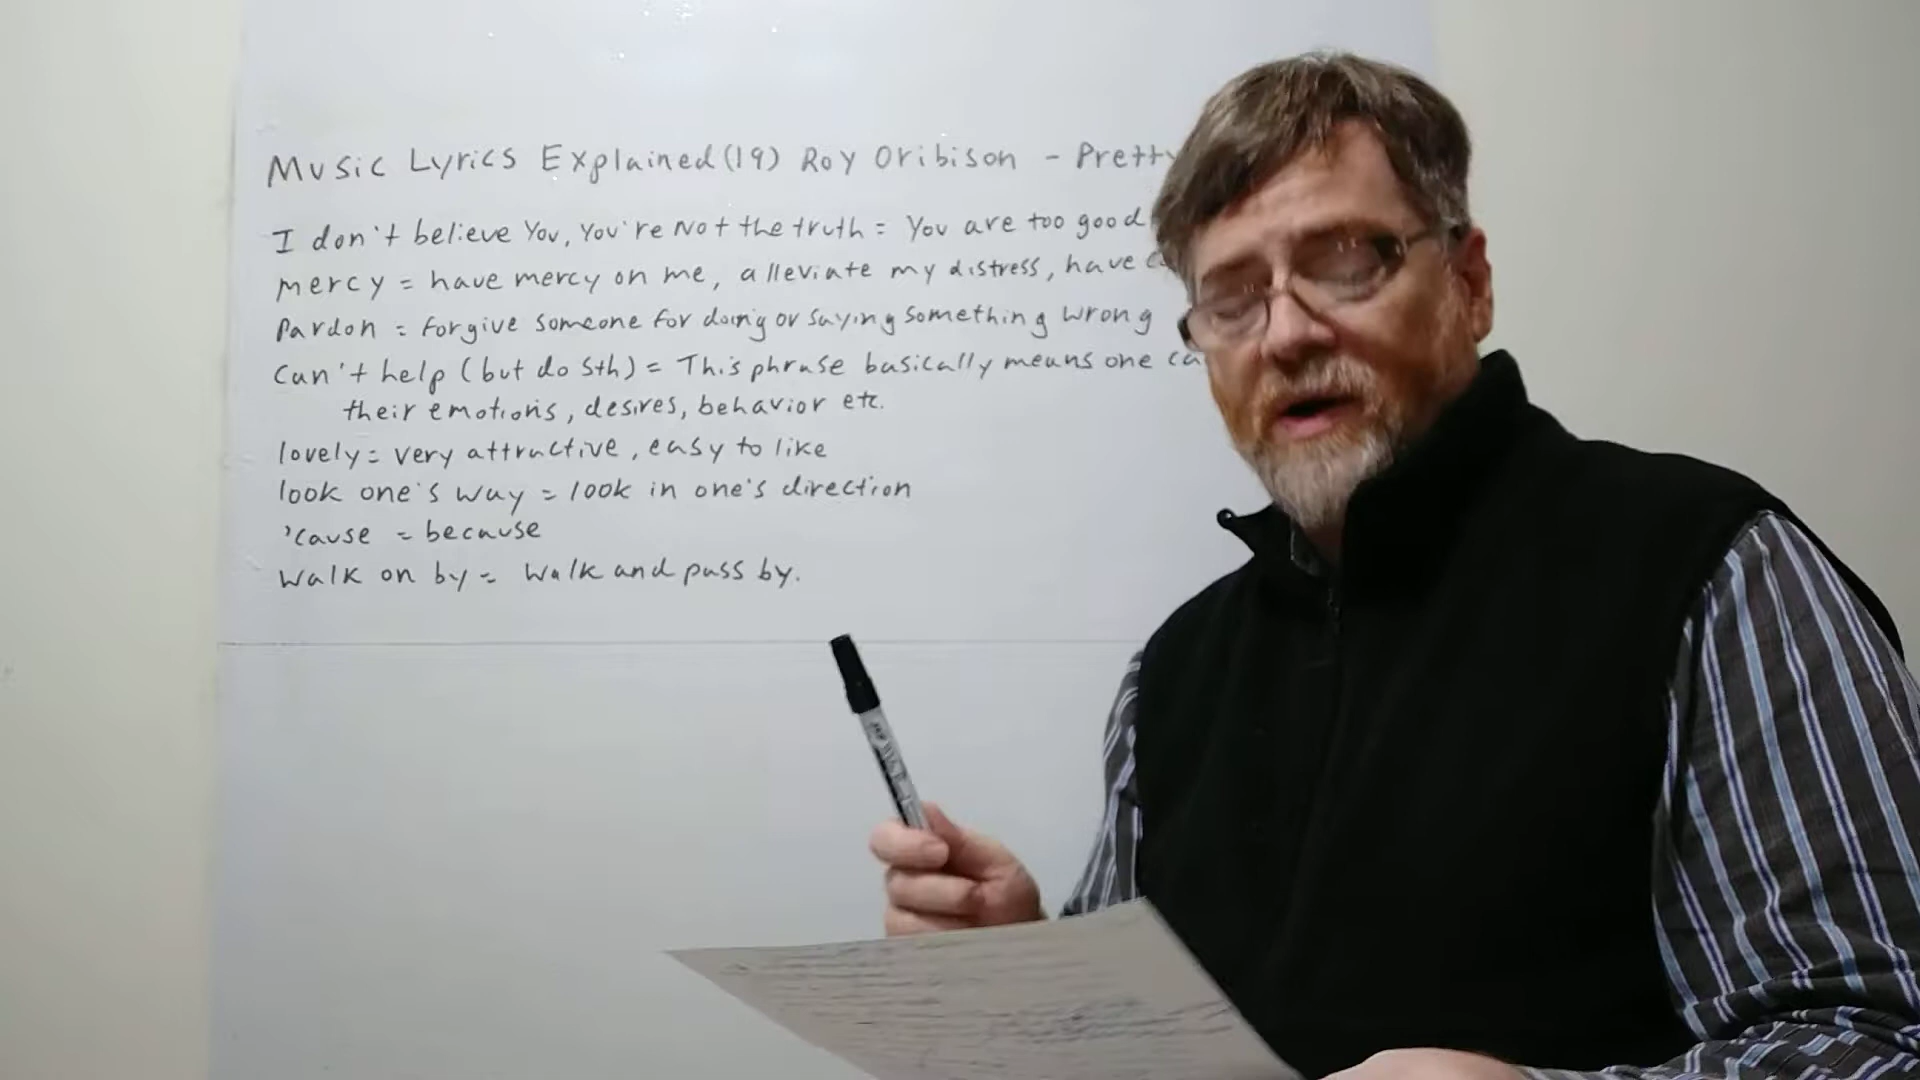 Music Lyrics Explained (19) Roy Oribison - Pretty
I don't believe You, You're Not the truth = You are too good
mercy = have mercy on me, alleviate my distress, have
Pardon = forgive someone for doing or saying something wrong
can't help (but do sth) = This phrase basically means one
their emotions, desires, behavior etc.
lovely = very attractive, easy to like
look one's way = look in one's direction
'cause = because
Walk on by = Walk and pass by.